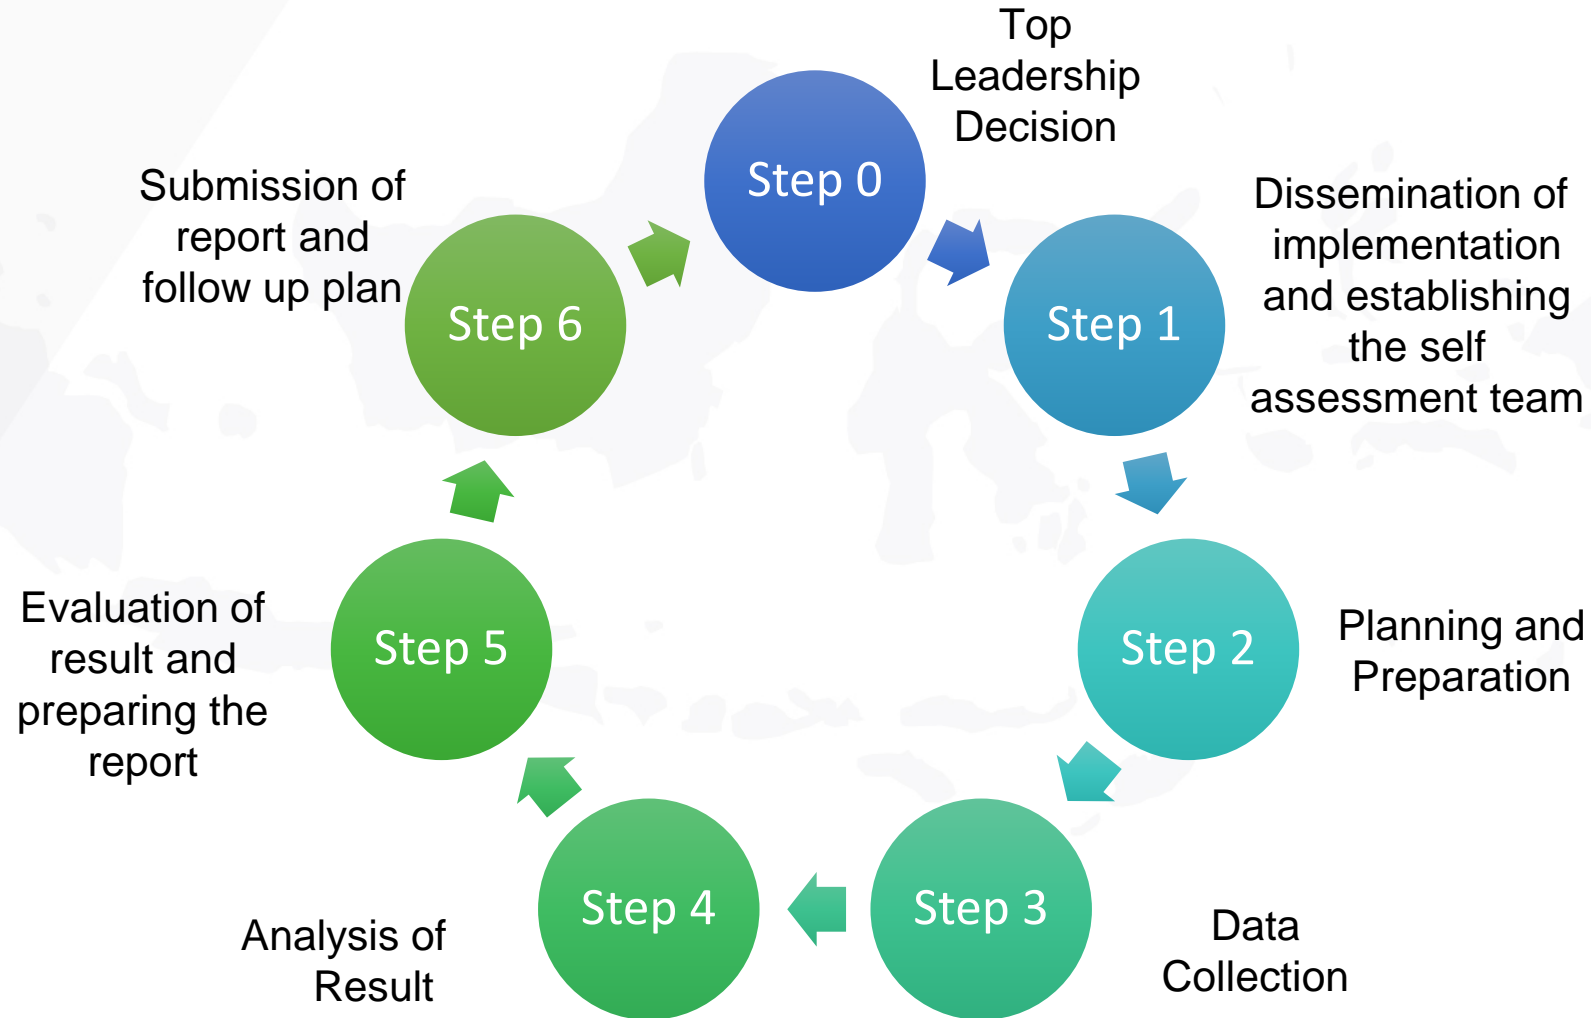 Step 0
Top
Leadership
Decision
Step 1
Dissemination of
implementation
and establishing
the self
assessment team
Step 2
Planning and
Preparation
Step 3
Data
Collection
Step 4
Analysis of
Result
Step 5
Evaluation of
result and
preparing the
report
Step 6
Submission of
report and
follow up plan